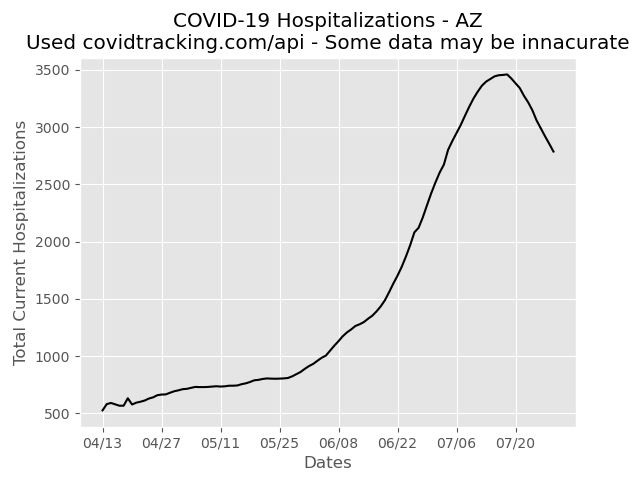 COVID-19 Hospitalizations - AZ
Used covidtracking.com/api - Some data may be innacurate
Total Current Hospitalizations
3500
3000
2500
2000
1500
1000
500
04/13 04/27 05/11 05/25 06/08 06/22 07/06 07/20
Dates